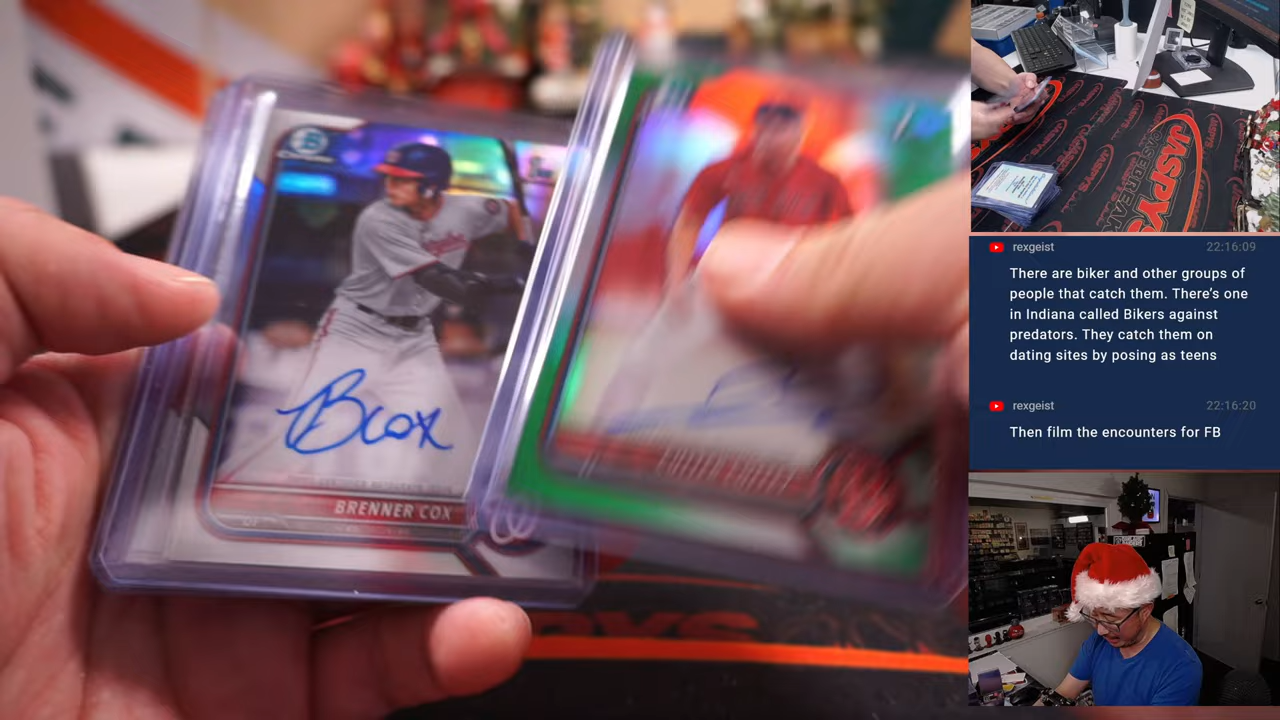 B Cox
BRENNER COX
JASPYS
rexgeist
22:16:09
There are biker and other groups of
people that catch them. There's one
in Indiana called Bikers against
predators. They catch them on
dating sites by posing as teens
rexgeist
22:16:20
Then film the encounters for FB